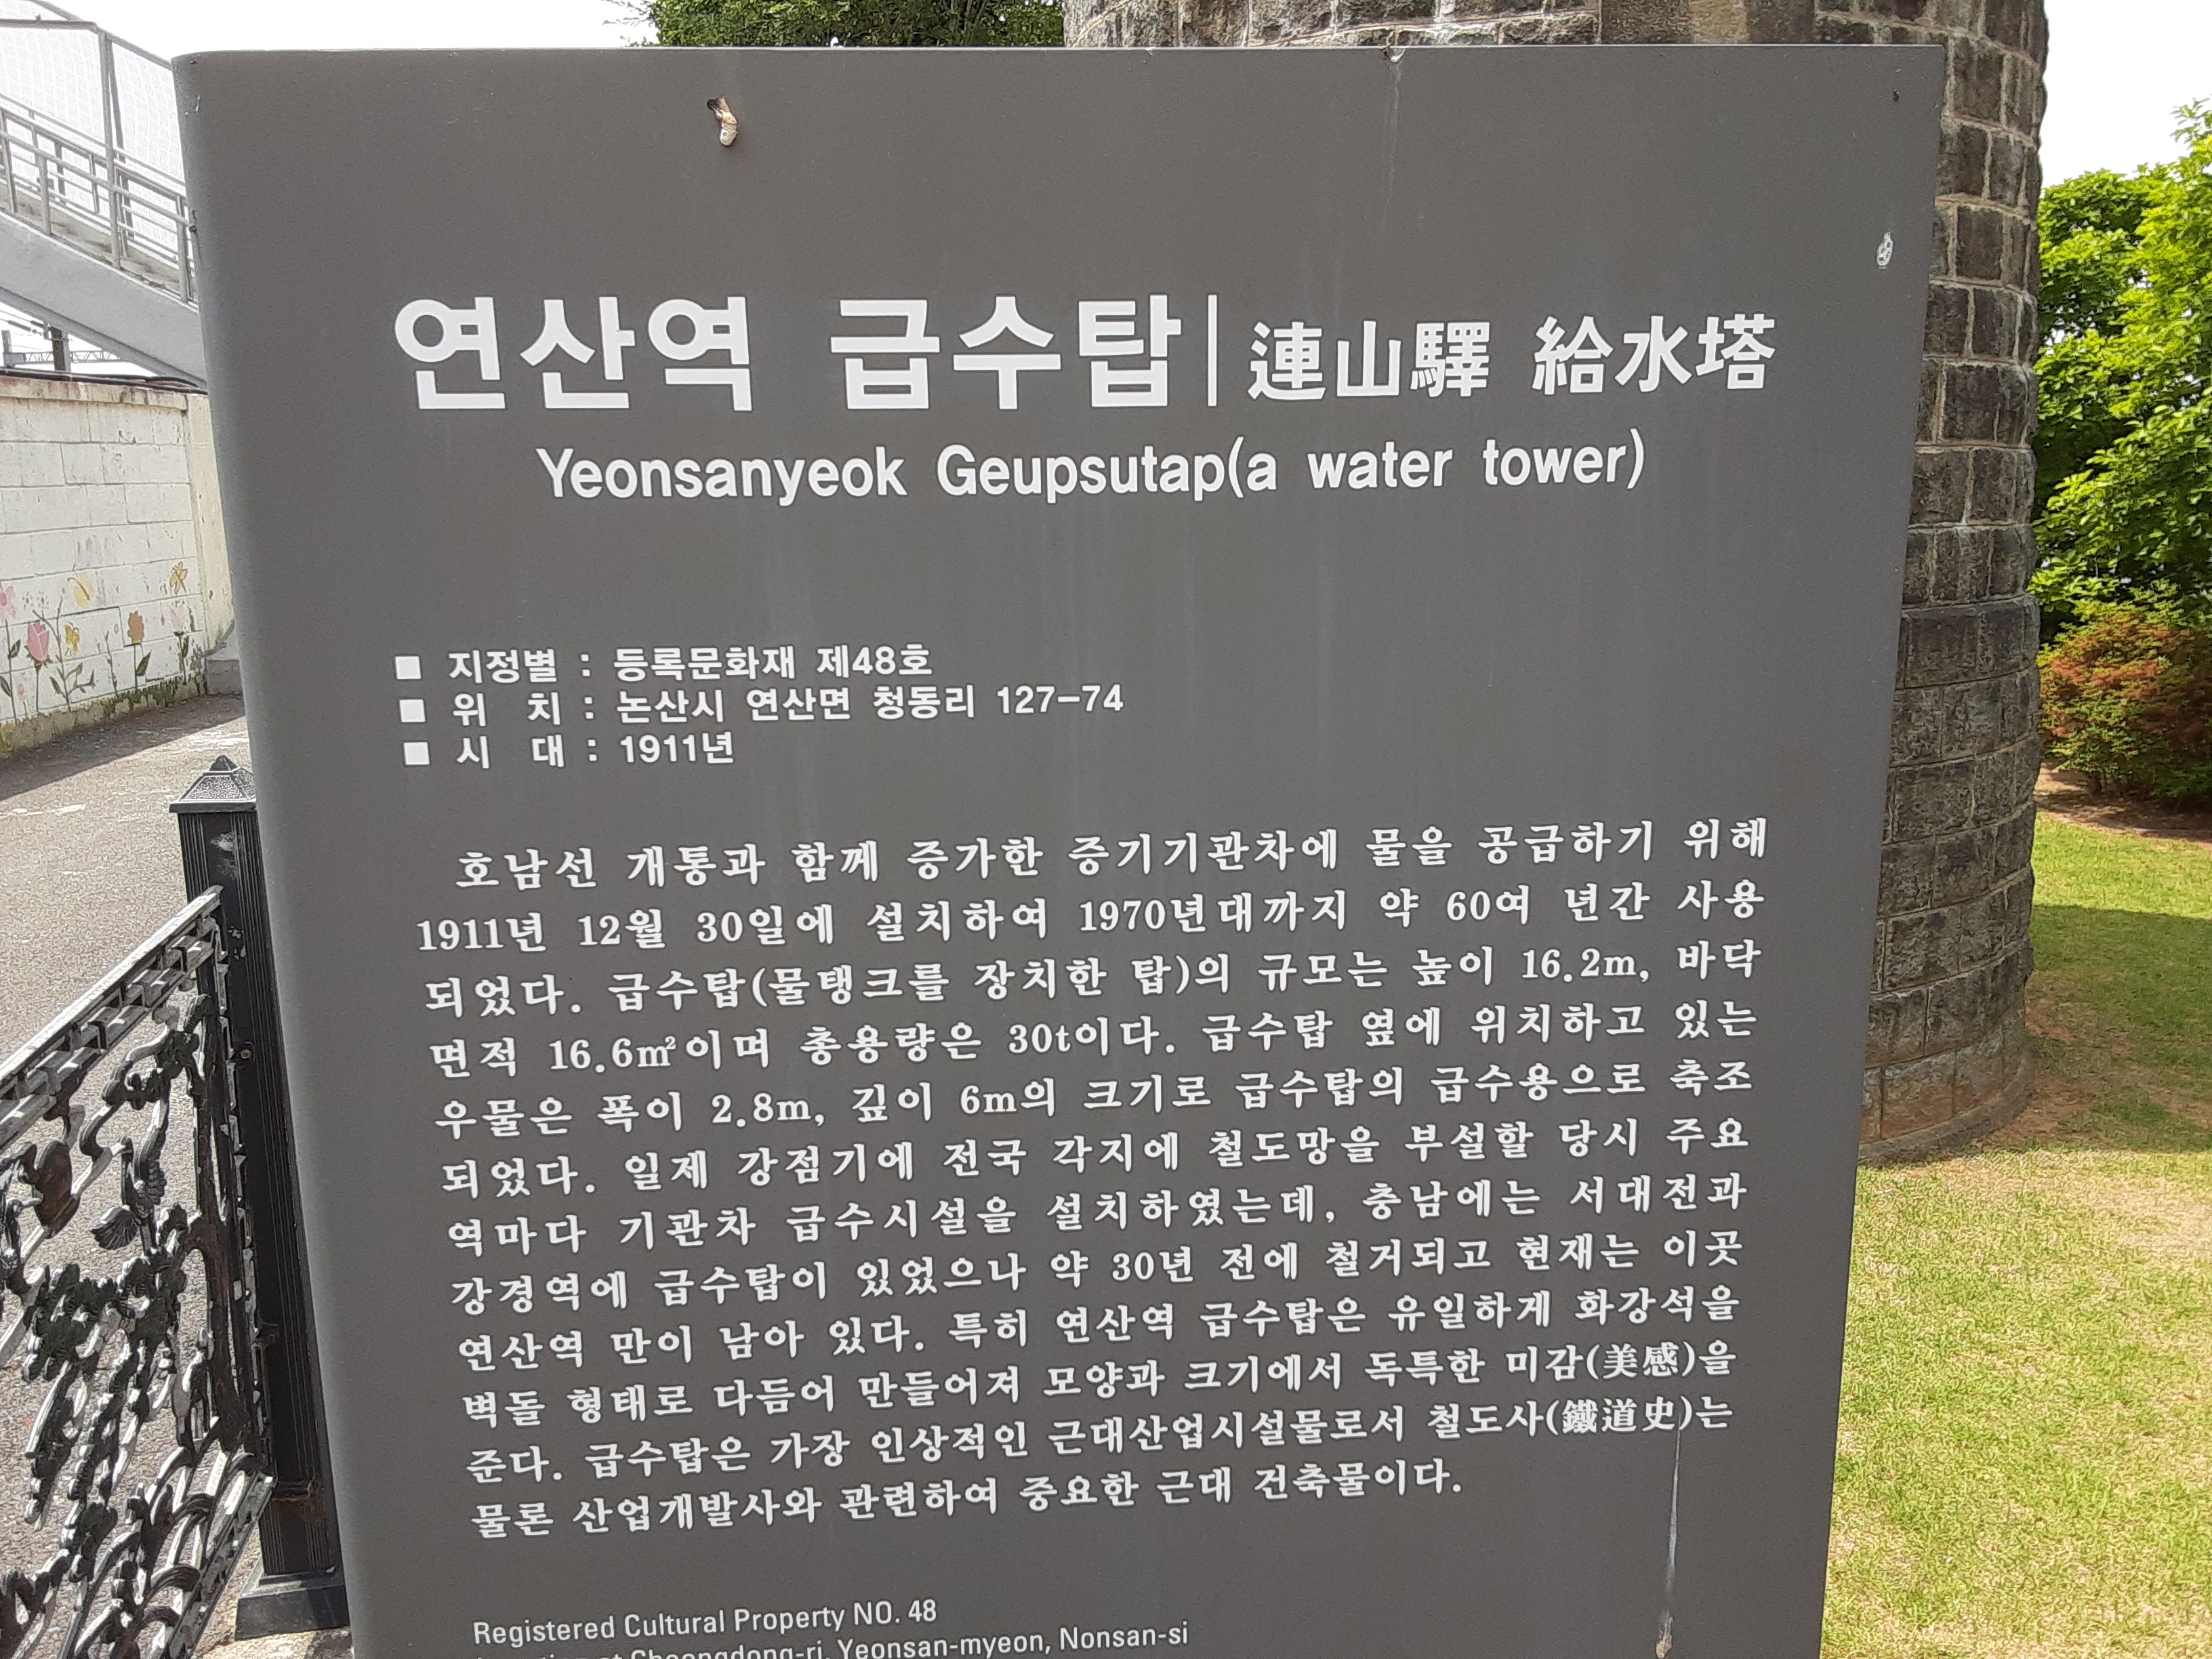 연산역 급수탑 | 連山驛 給水塔
Yeonsanyeok Geupsutap(a water tower)
■ 지정별 : 등록문화재 제48호
■ 위 치 : 논산시 연산면 청동리 127-74
■ 시 대 : 1911년
호남선 개통과 함께 증가한 증기기관차에 물을 공급하기 위해
1911년 12월 30일에 설치하여 1970년대까지 약 60여 년간 사용
되었다. 급수탑(물탱크를 장치한 탑)의 규모는 높이 16.2m, 바닥
면적 16.6㎡이며 총용량은 30t이다. 급수탑 옆에 위치하고 있는
우물은 폭이 2.8m, 깊이 6m의 크기로 급수탑의 급수용으로 축조
되었다. 일제 강점기에 전국 각지에 철도망을 부설할 당시 주요
역마다 기관차 급수시설을 설치하였는데, 충남에는 서대전과
강경역에 급수탑이 있었으나 약 30년 전에 철거되고 현재는 이곳
연산역 만이 남아 있다. 특히 연산역 급수탑은 유일하게 화강석을
벽돌 형태로 다듬어 만들어져 모양과 크기에서 독특한 미감(美感)을
준다. 급수탑은 가장 인상적인 근대산업시설물로서 철도사(鐵道史)는
물론 산업개발사와 관련하여 중요한 근대 건축물이다.
Registered Cultural Property NO. 48
Cheongdong-ri, Yeonsan-myeon, Nonsan-si